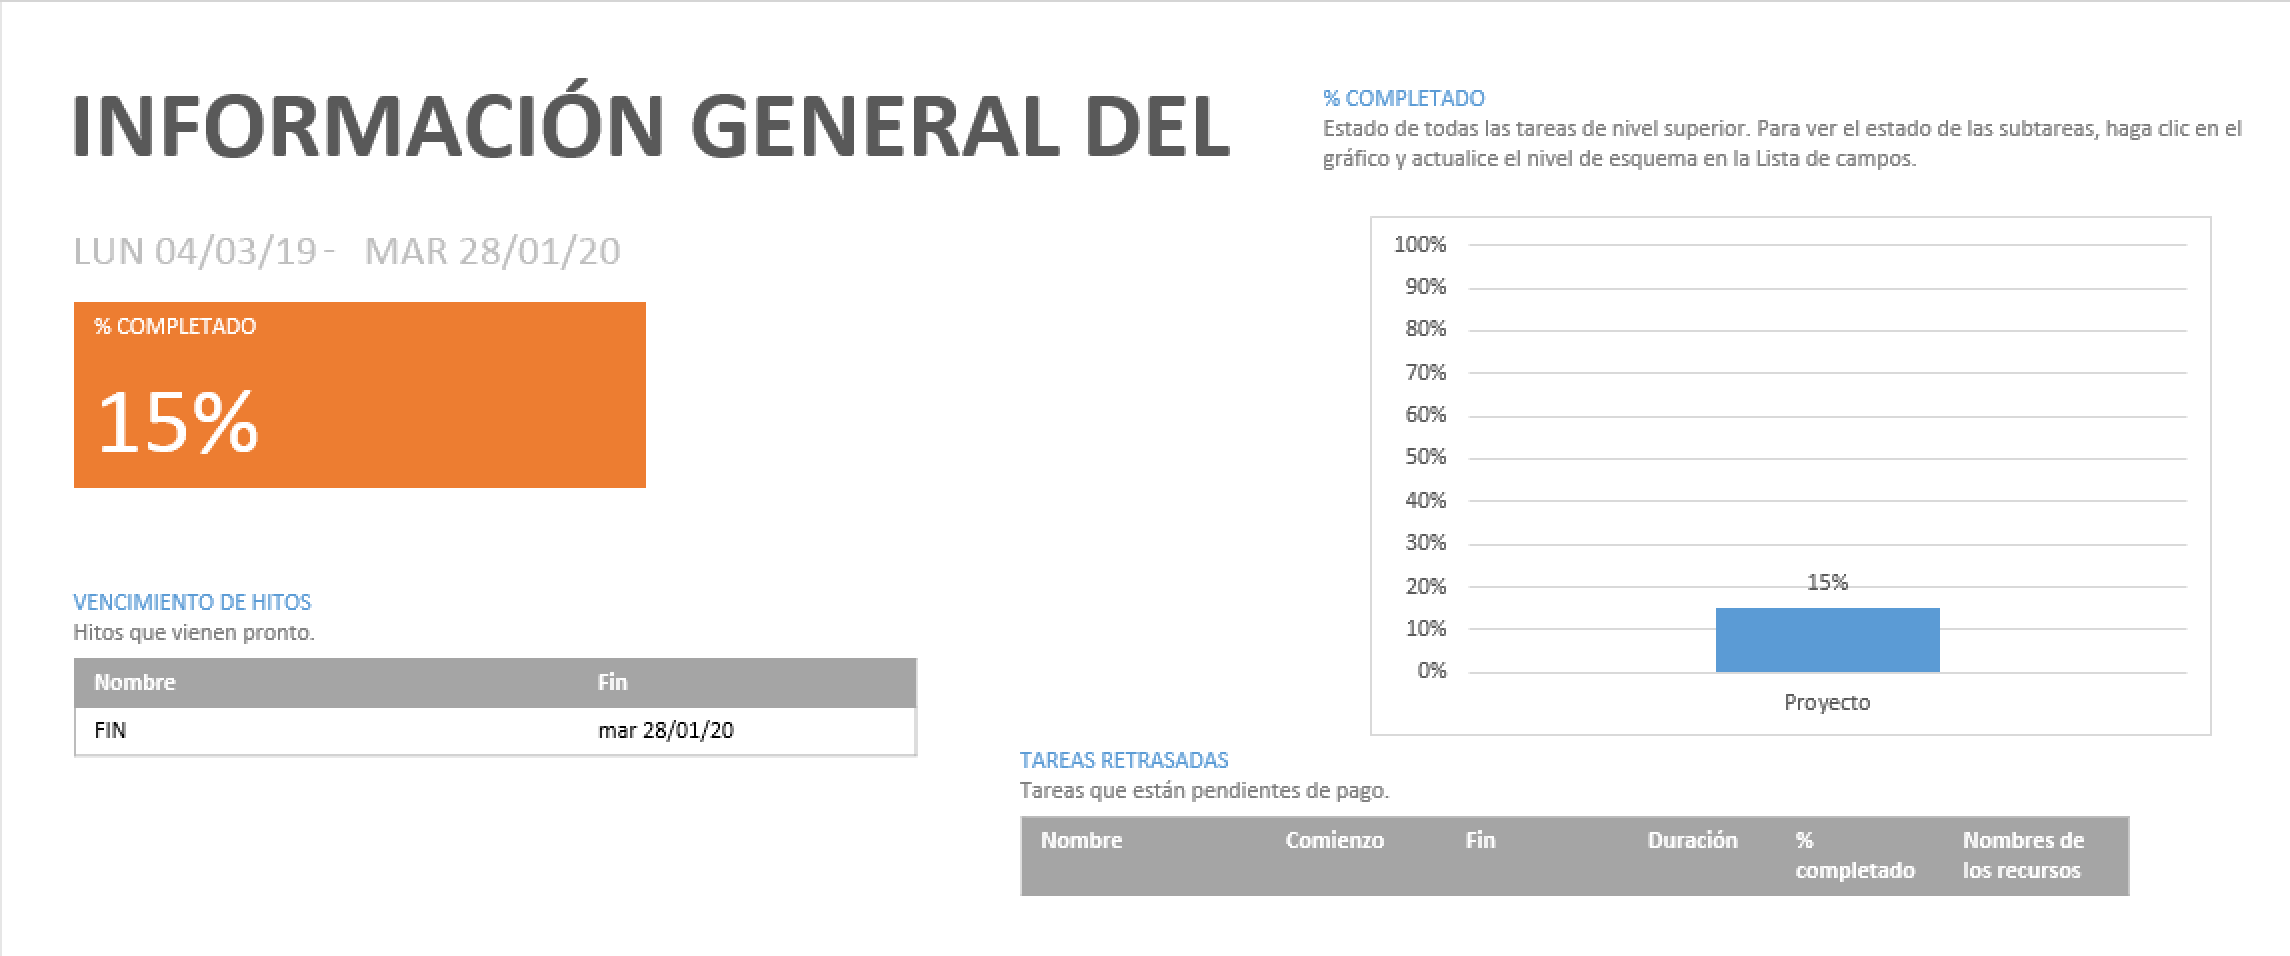 INFORMACIÓN GENERAL DEL
LUN 04/03/19 - MAR 28/01/20
% COMPLETADO
15%
VENCIMIENTO DE HITOS
Hitos que vienen pronto.
Nombre Fin
FIN mar 28/01/20
% COMPLETADO
Estado de todas las tareas de nivel superior. Para ver el estado de las subtareas, haga clic en el
gráfico y actualice el nivel de esquema en la Lista de campos.
100%
90%
80%
70%
60%
50%
40%
30%
20%
10%
0%
15%
Proyecto
TAREAS RETRASADAS
Tareas que están pendientes de pago.
Nombre Comienzo Fin Duración % Nombres de
completado los recursos